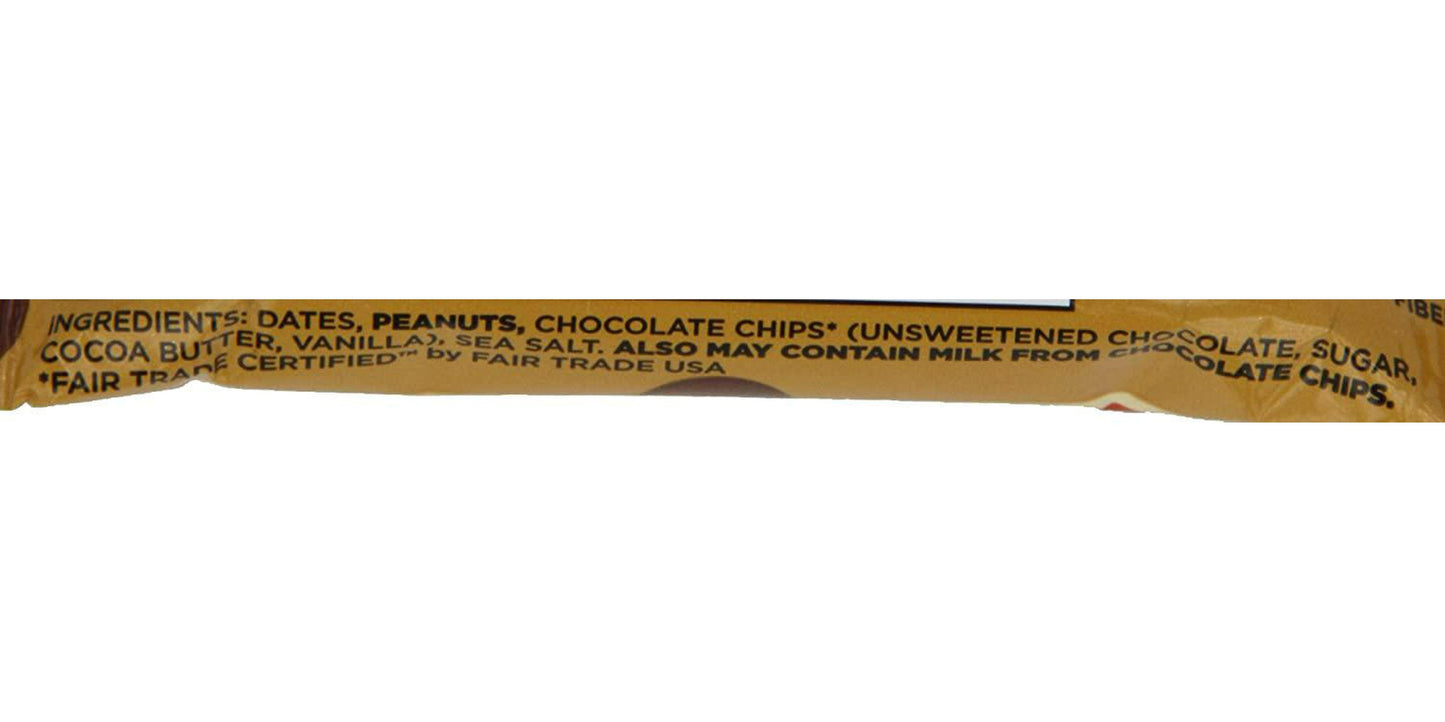 INGREDIENTS: DATES, PEANUTS, CHOCOLATE CHIPS* (UNSWEETENED CHOCOLATE, SUGAR,
COCOA BUTTER, VANILLA), SEA SALT. ALSO MAY CONTAIN MILK FROM CHOCOLATE CHIPS.
*FAIR TRADE CERTIFIED™ by FAIR TRADE USA